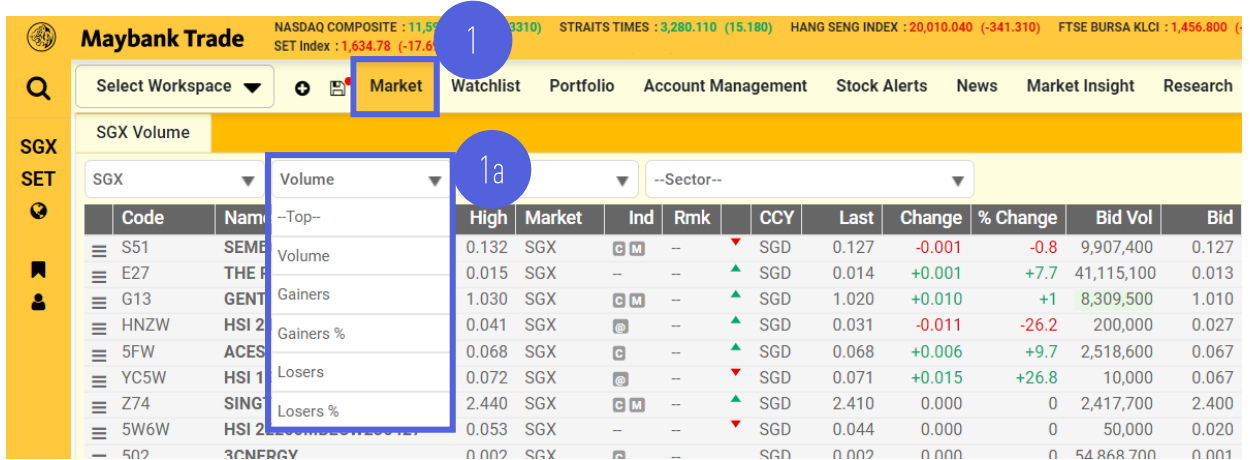 Maybank Trade
NASDAQ COMPOSITE : 11,59 3310) STRAITS TIMES : 3,280.110 (15.180) HANG SENG INDEX : 20,010.040 (-341.310) FTSE BURSA KLCI : 1,456.800 (-
SET Index : 1,634.78 (-17.69
1
Select Workspace Market Watchlist Portfolio Account Management Stock Alerts News Market Insight Research
SGX
SET
SGX Volume
1a
SGX Volume --Sector--
--Top--
Volume
Gainers
Gainers %
Losers
Losers %
Code Name High Market Ind Rmk CCY Last Change % Change Bid Vol Bid
S51 SEMB 0.132 SGX C M -- SGD 0.127 -0.001 -0.8 9,907,400 0.127
E27 THE 0.015 SGX -- -- SGD 0.014 +0.001 +7.7 41,115,100 0.013
G13 GENT 1.030 SGX C M -- SGD 1.020 +0.010 +1 8,309,500 1.010
HNZW HSI 2 0.041 SGX @ -- SGD 0.031 -0.011 -26.2 200,000 0.027
5FW ACES 0.068 SGX C -- SGD 0.068 +0.006 +9.7 2,518,600 0.067
YC5W HSI 1 0.072 SGX @ -- SGD 0.071 +0.015 +26.8 10,000 0.067
Z74 SING 2.440 SGX C M -- SGD 2.410 0.000 0 2,417,700 2.400
5W6W HSI 0.053 SGX -- -- SGD 0.044 0.000 0 50,000 0.020
502 3CNERGY 0.002 SGX C -- SGD 0.002 0.000 0 54,868,700 0.001